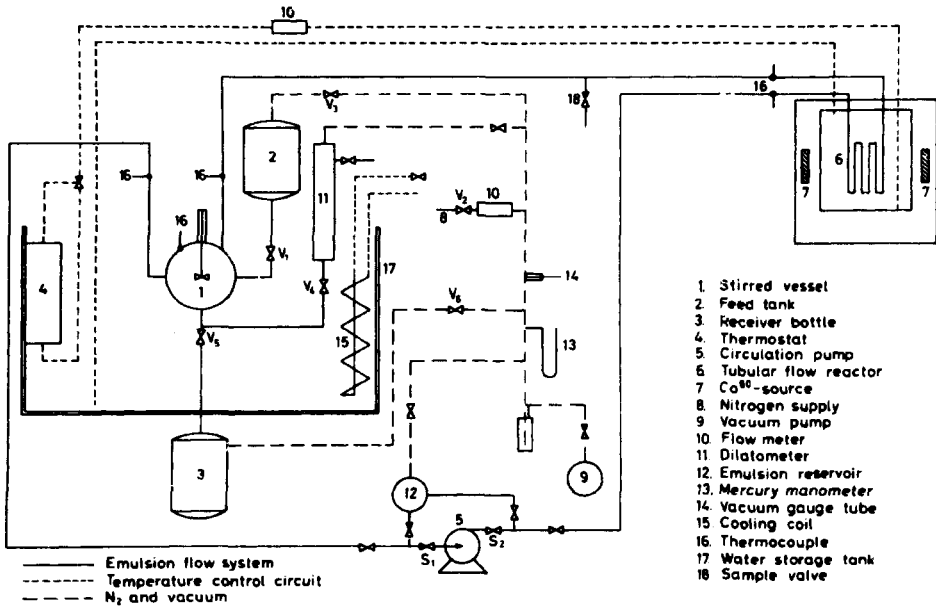 10
V3
18
16
2
11
16
16
16
V1
V2
10
8
6
7
7
4
1
V4
17
14
V6
V5
15
13
3
12
9
5
S1
S2
1. Stirred vessel
2. Feed tank
3. Receiver bottle
4. Thermostat
5. Circulation pump
6. Tubular flow reactor
7. Co⁶⁰-source
8. Nitrogen supply
9. Vacuum pump
10. Flow meter
11. Dilatometer
12. Emulsion reservoir
13. Mercury manometer
14. Vacuum gauge tube
15. Cooling coil
16. Thermocouple
17. Water storage tank
18. Sample valve
Emulsion flow system
Temperature control circuit
N2 and vacuum